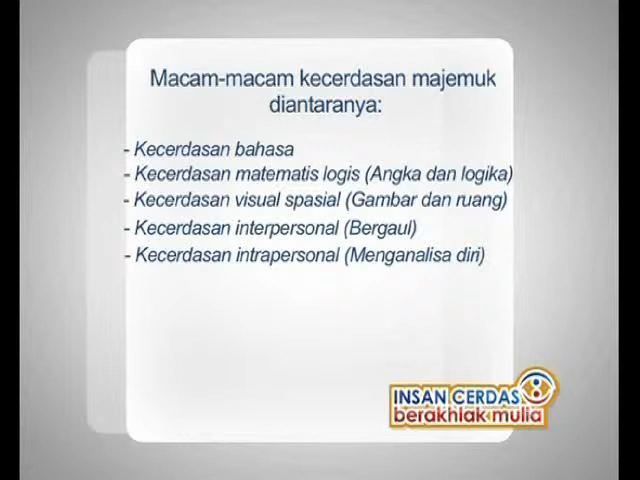 Macam-macam kecerdasan majemuk
diantaranya:
- Kecerdasan bahasa
- Kecerdasan matematis logis (Angka dan logika)
- Kecerdasan visual spasial (Gambar dan ruang)
- Kecerdasan interpersonal (Bergaul)
- Kecerdasan intrapersonal (Menganalisa diri)
INSAN CERDAS
berakhlak mulia